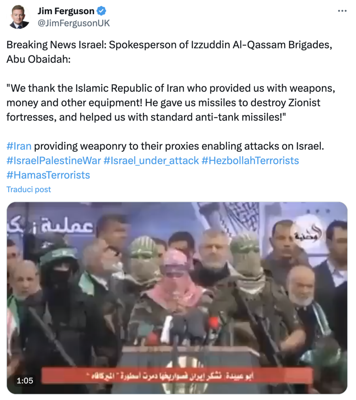 Jim Ferguson
@JimFergusonUK
Breaking News Israel: Spokesperson of Izzuddin Al-Qassam Brigades,
Abu Obaidah:
"We thank the Islamic Republic of Iran who provided us with weapons,
money and other equipment! He gave us missiles to destroy Zionist
fortresses, and helped us with standard anti-tank missiles!"
#Iran providing weaponry to their proxies enabling attacks on Israel.
#IsraelPalestineWar #Israel_under_attack #HezbollahTerrorists
#HamasTerrorists
Traduci post
عملية
1:05
أبو عبيدة: نشكر إيران فصواريخها دمرت أسطورة " الميركافاه "